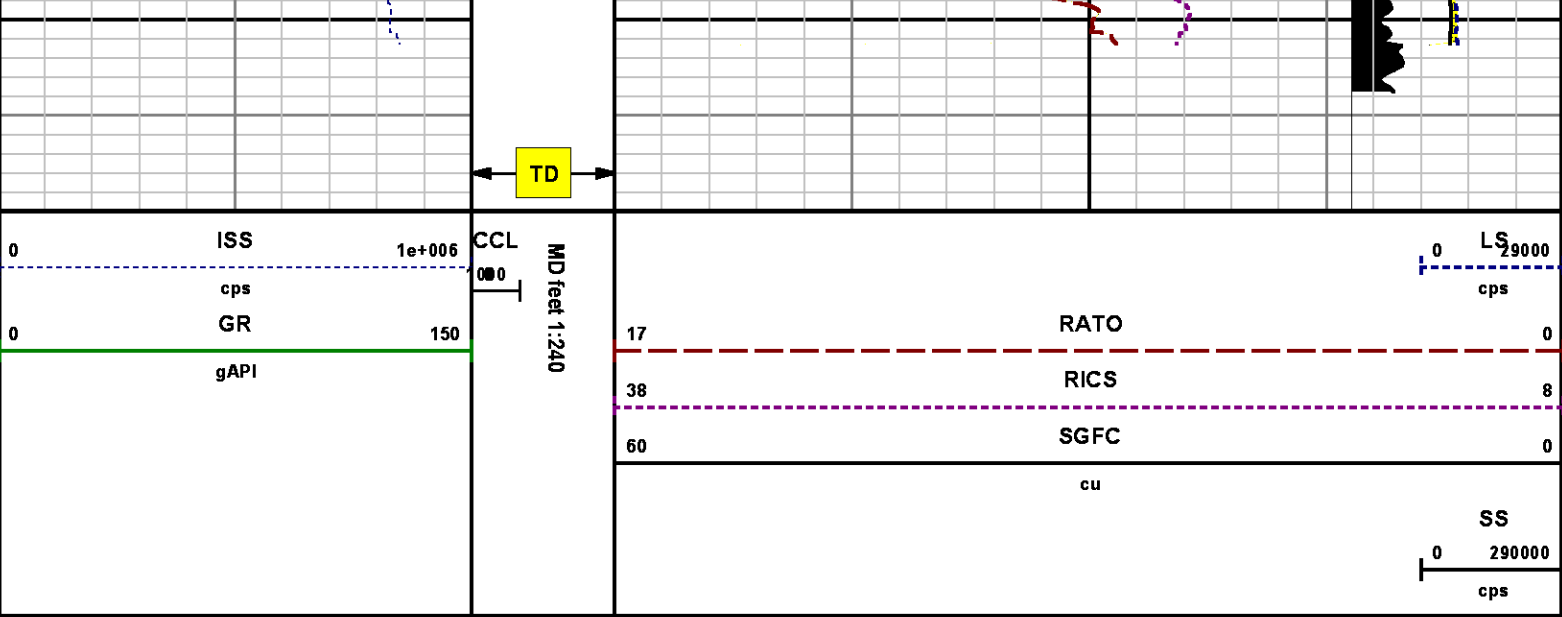 TD
ISS
0 1e+006
cps
GR
0 150
gAPI
CCL
MD feet 1:240
LS
0 29000
cps
RATO
17 0
RICS
38 8
SGFC
60 0
cu
SS
0 290000
cps